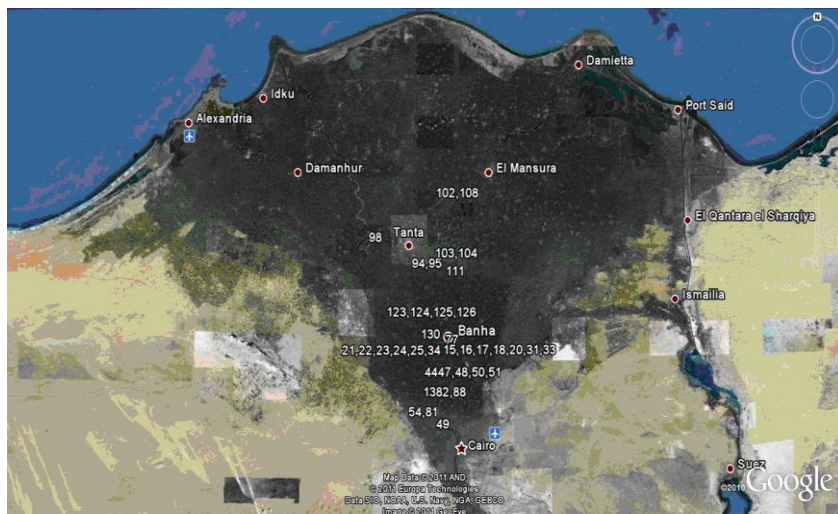 N
Damietta
Idku
Port Said
Alexandria
Damanhur
El Mansura
102,108
El Qantara el Sharqiya
98
Tanta
103,104
94,95
111
Ismailia
123,124,125,126
130
Banha
77
21,22,23,24,25,34 15,16,17,18,20,31,33
4447,48,50,51
1382,88
54,81
49
Cairo
Suez
Map Data © 2011 AND
© 2011 Europa Technologies
Data SIO, NOAA, U.S. Navy, NGA, GEBCO
Image © 2011 GeoEye
©2010 Google